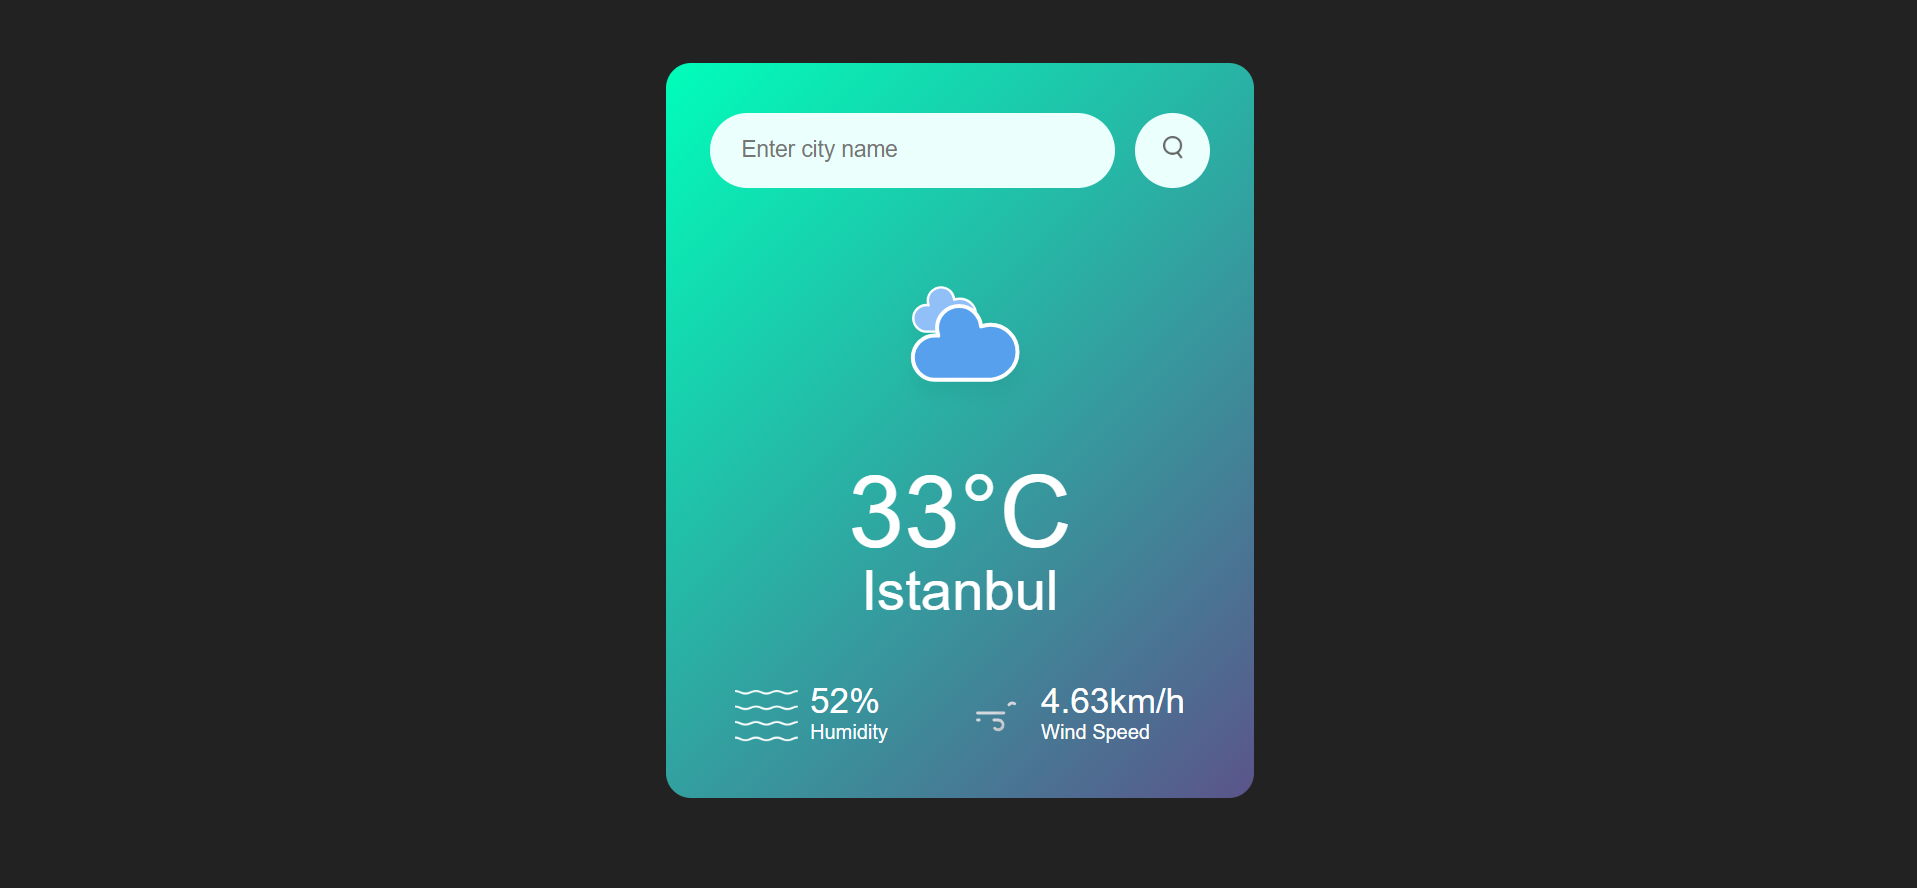 Enter city name
33°C
Istanbul
52%
Humidity
4.63km/h
Wind Speed